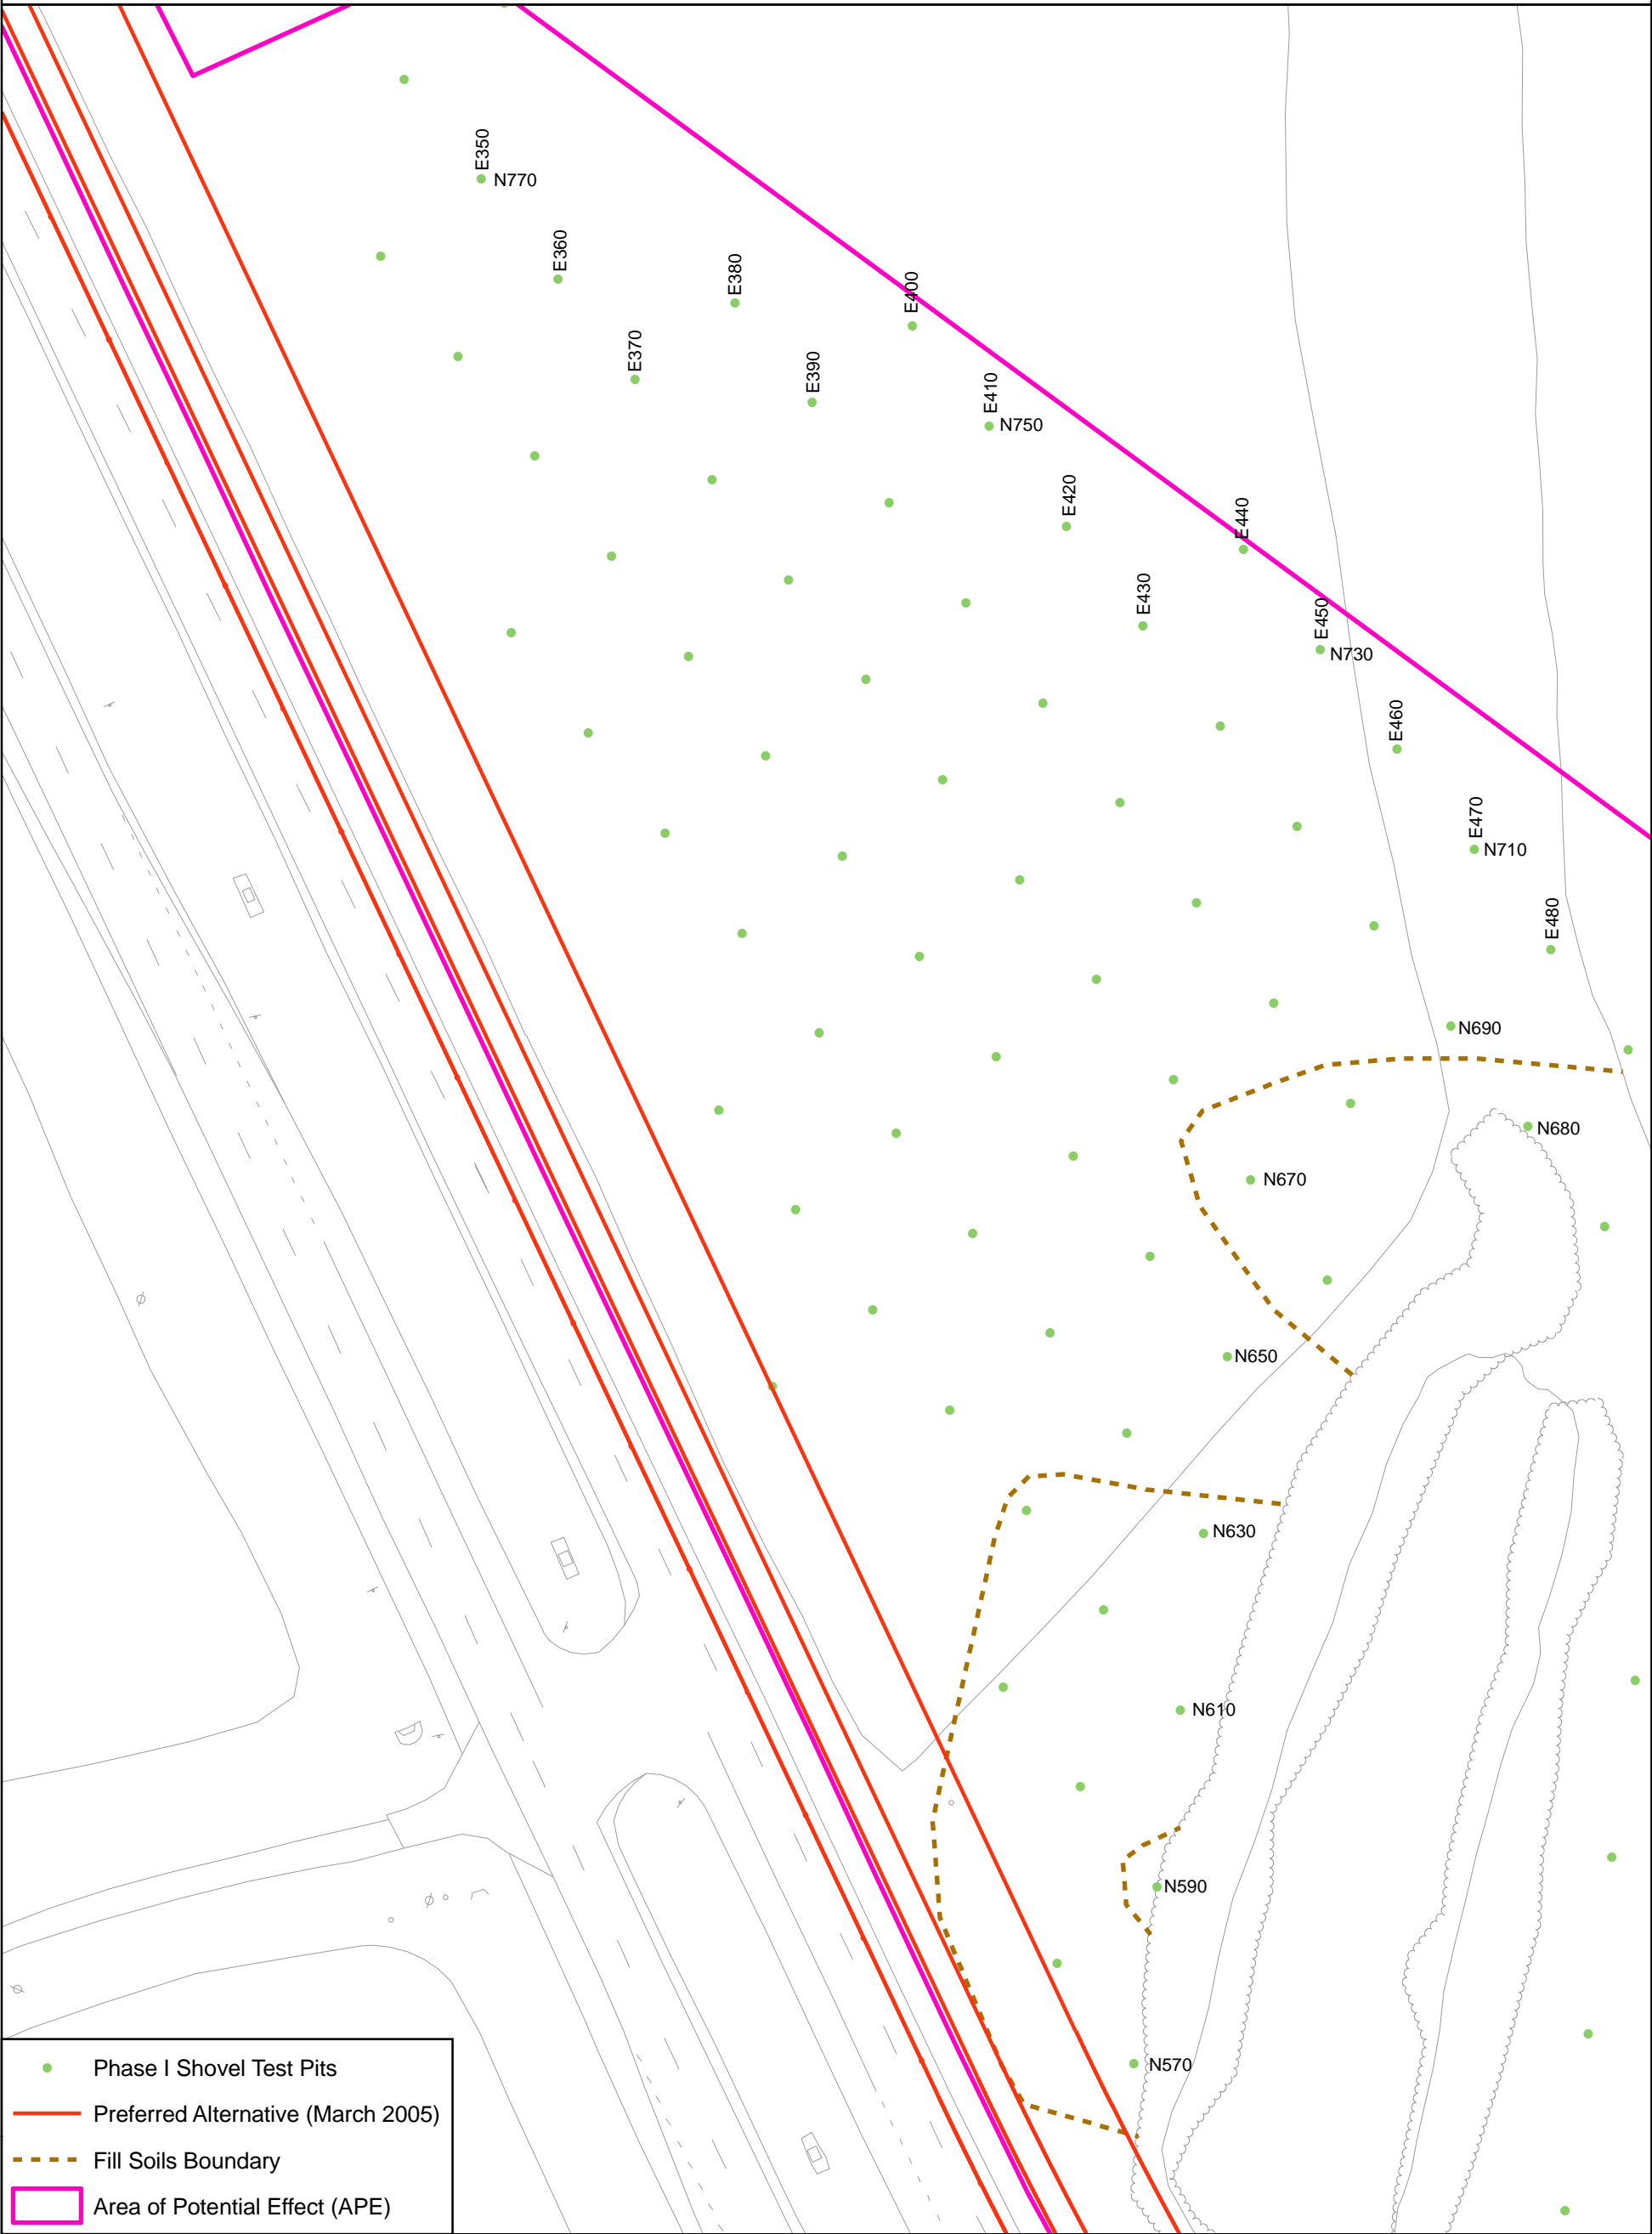 E350
N770
E360
E380
E400
E370
E390
E410
N750
E420
E440
E430
E450
N730
E460
E470
N710
E480
N690
N680
N670
N650
N630
N610
N590
N570
Phase I Shovel Test Pits
Preferred Alternative (March 2005)
Fill Soils Boundary
Area of Potential Effect (APE)